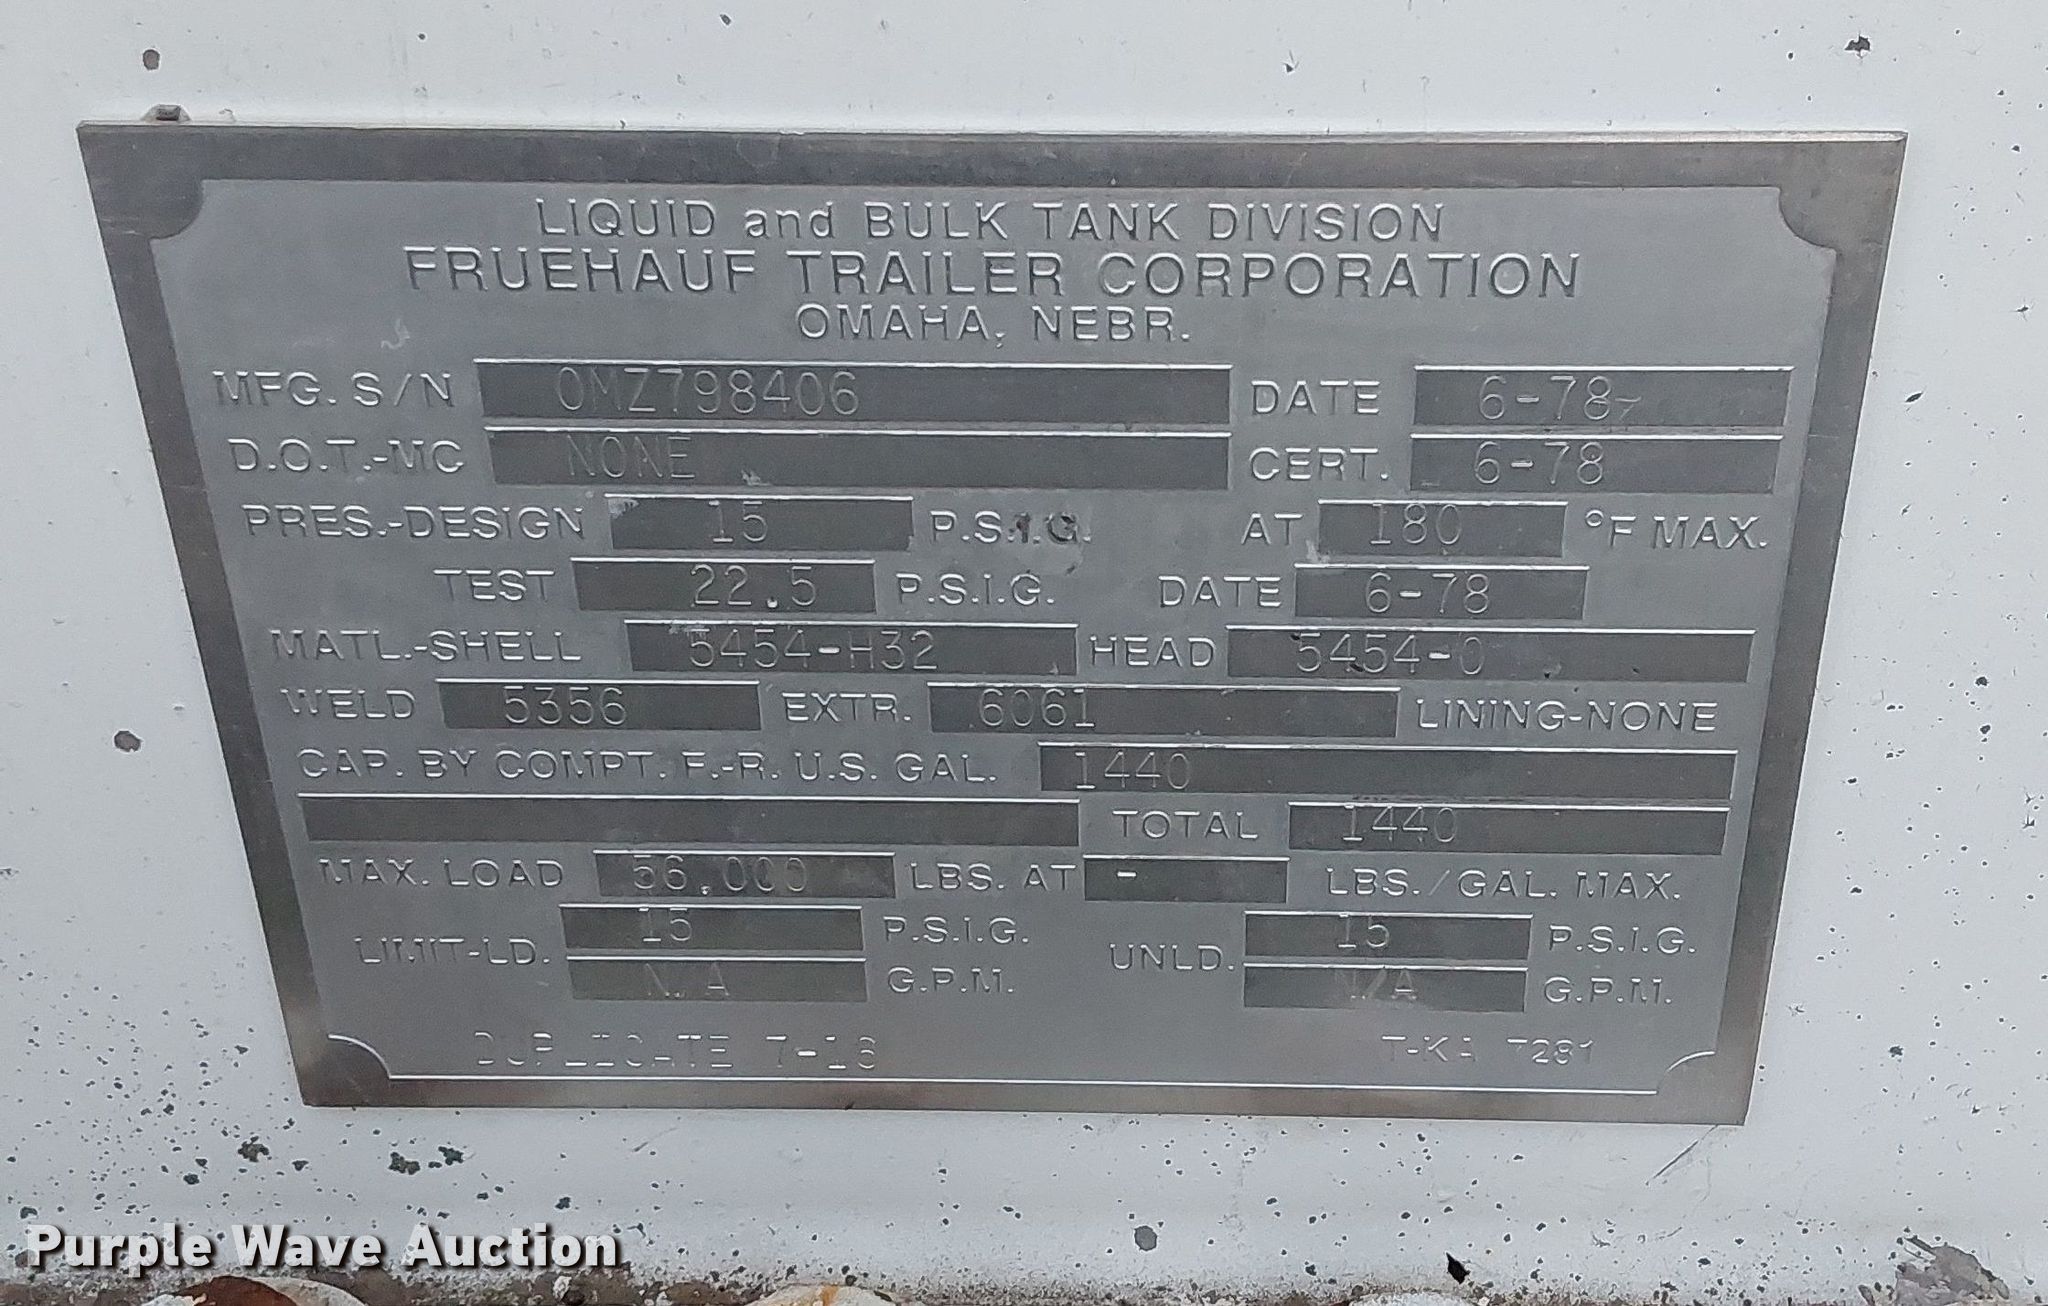 LIQUID and BULK TANK DIVISION
FRUEHAUF TRAILER CORPORATION
OMAHA, NEBR.
MFG. S/N OMZ798406 DATE 6-78
D.O.T.-MC NONE CERT. 6-78
PRES.-DESIGN 15 P.S.I.G. AT 180 °F MAX.
TEST 22.5 P.S.I.G. DATE 6-78
MATL.-SHELL 5454-H32 HEAD 5454-0
WELD 5356 EXTR. 6061 LINING-NONE
CAP. BY COMPT. F.-R. U.S. GAL. 1440
TOTAL 1440
MAX. LOAD 56,000 LBS. AT - LBS./GAL. MAX.
LIMIT-LD. 15 P.S.I.G. UNLD. 15 P.S.I.G.
N/A G.P.M. N/A G.P.M.
DUPLICATE T-KA 7281
Purple Wave Auction